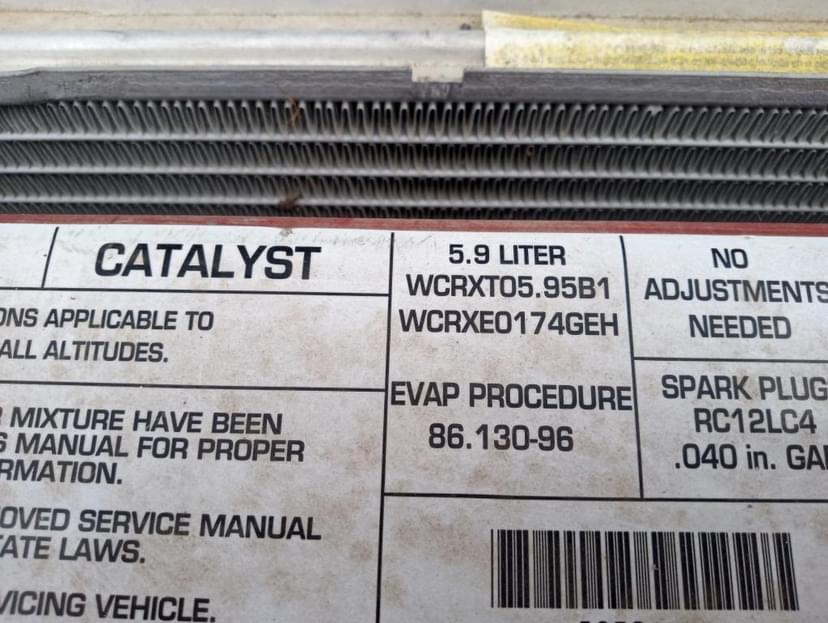 CATALYST
ONS APPLICABLE TO
ALL ALTITUDES.
MIXTURE HAVE BEEN
S MANUAL FOR PROPER
RMATION.
OVED SERVICE MANUAL
TATE LAWS.
VICING VEHICLE.
5.9 LITER
WCRXT05.95B1
WCRXE0174GEH
EVAP PROCEDURE
86.130-96
NO
ADJUSTMENTS
NEEDED
SPARK PLUG
RC12LC4
.040 in. GA